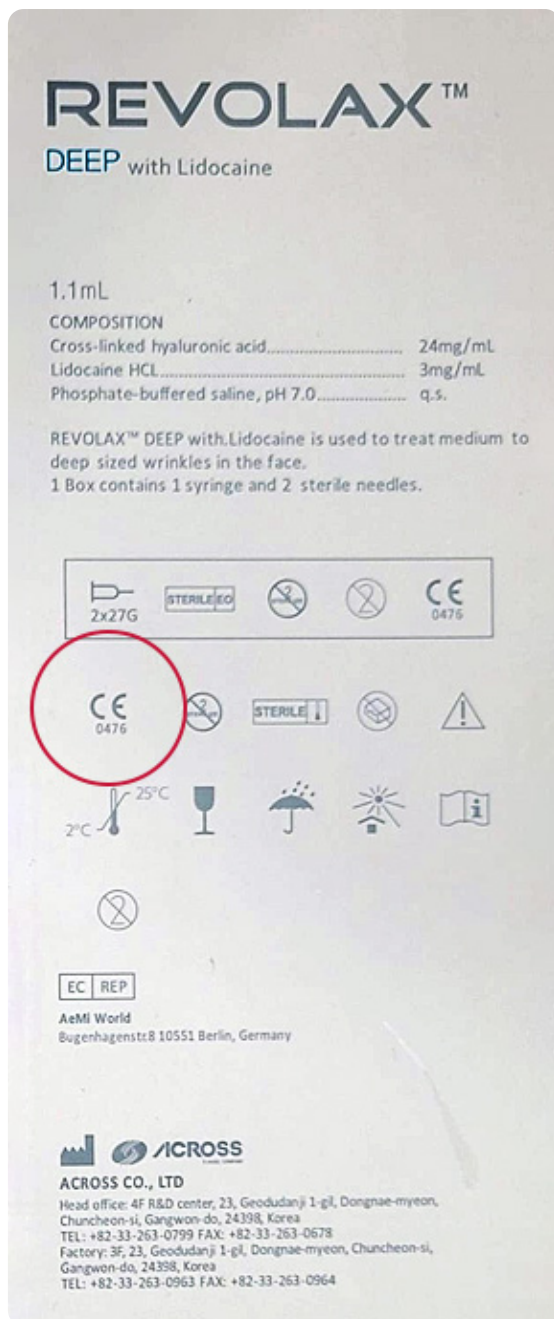 REVOLAX™
DEEP with Lidocaine
1.1mL
COMPOSITION
Cross-linked hyaluronic acid.............................. 24mg/mL
Lidocaine HCL...................................................... 3mg/mL
Phosphate-buffered saline, pH 7.0.................... q.s.
REVOLAX™ DEEP with.Lidocaine is used to treat medium to
deep sized wrinkles in the face.
1 Box contains 1 syringe and 2 sterile needles.
2x27G STERILE EO 2 2 CE 0476
CE 0476 2 STERILE
2°C 25°C i
2
EC REP
AeMi World
Bugenhagenstr.8 10551 Berlin, Germany
ACROSS
ACROSS CO., LTD
Head office: 4F R&D center, 23, Geodudanji 1-gil, Dongnae-myeon,
Chuncheon-si, Gangwon-do, 24398, Korea
TEL: +82-33-263-0799 FAX: +82-33-263-0678
Factory: 3F, 23, Geodudanji 1-gil, Dongnae-myeon, Chuncheon-si,
Gangwon-do, 24398, Korea
TEL: +82-33-263-0963 FAX: +82-33-263-0964